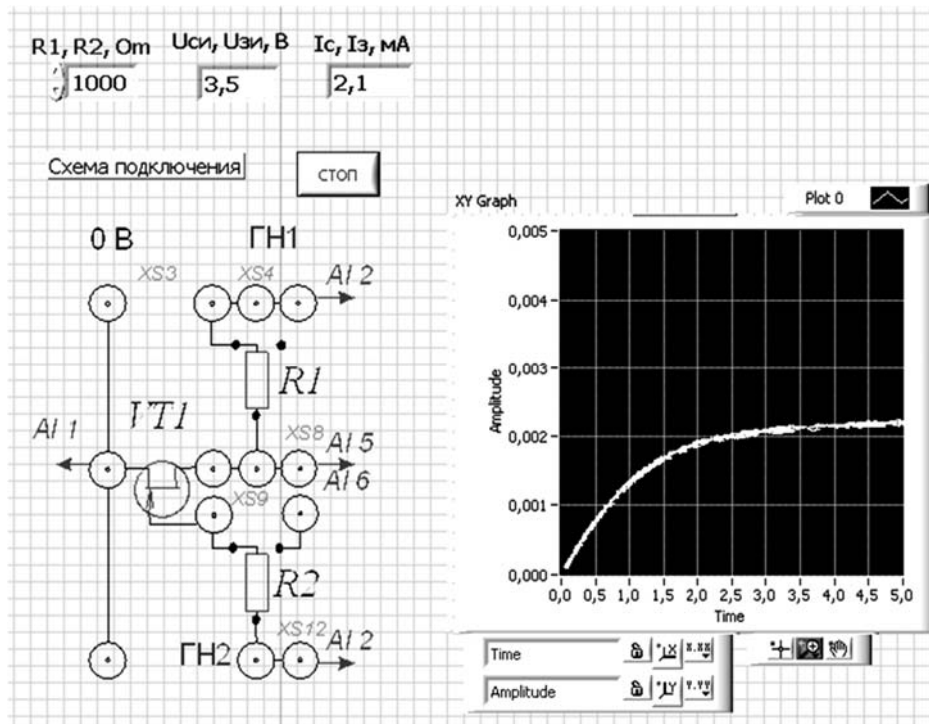 R1, R2, Om Uси, Uзи, В Ic, Iз, мА
1000 3,5 2,1
Схема подключения
стоп
XY Graph Plot 0
0 В ГН1
XS3 XS4 AI 2
R1
AI 1 VT1 XS8 AI 5
XS9 AI 6
R2
ГН2 XS12 AI 2
0,005
0,004
0,003
0,002
0,001
0,000
Amplitude
0,0 0,5 1,0 1,5 2,0 2,5 3,0 3,5 4,0 4,5 5,0
Time
Time X X.XX
Amplitude Y Y.YY